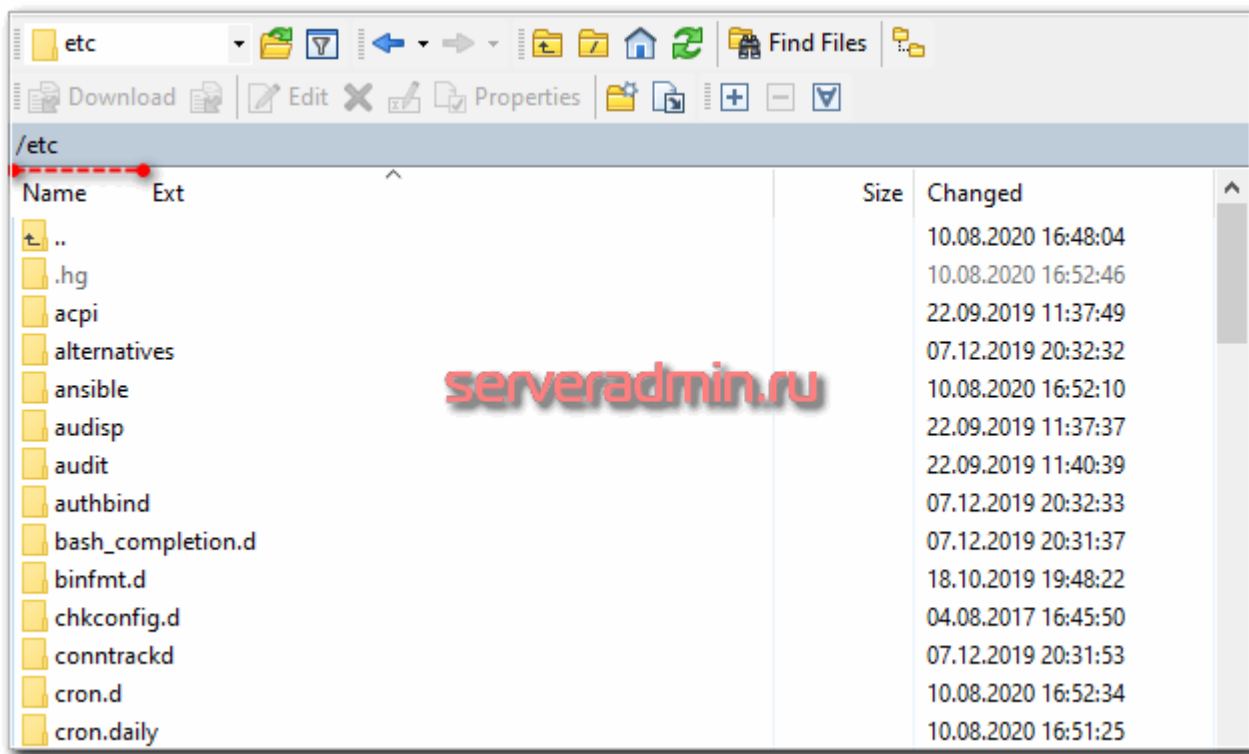 etc Find Files
Download Edit Properties
/etc
Name Ext Size Changed
.. 10.08.2020 16:48:04
.hg 10.08.2020 16:52:46
acpi 22.09.2019 11:37:49
alternatives 07.12.2019 20:32:32
ansible 10.08.2020 16:52:10
serveradmin.ru
audisp 22.09.2019 11:37:37
audit 22.09.2019 11:40:39
authbind 07.12.2019 20:32:33
bash_completion.d 07.12.2019 20:31:37
binfmt.d 18.10.2019 19:48:22
chkconfig.d 04.08.2017 16:45:50
conntrackd 07.12.2019 20:31:53
cron.d 10.08.2020 16:52:34
cron.daily 10.08.2020 16:51:25